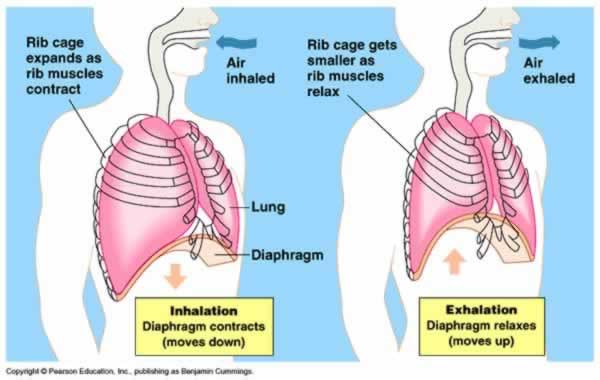 Rib cage
expands as
rib muscles
contract
Air
inhaled
Lung
Diaphragm
Inhalation
Diaphragm contracts
(moves down)
Rib cage gets
smaller as
rib muscles
relax
Air
exhaled
Exhalation
Diaphragm relaxes
(moves up)
Copyright © Pearson Education, Inc., publishing as Benjamin Cummings.